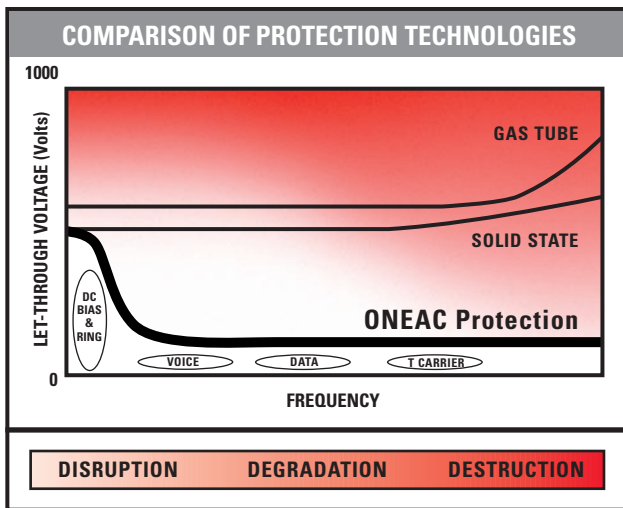 COMPARISON OF PROTECTION TECHNOLOGIES
1000
LET-THROUGH VOLTAGE (Volts)
0
GAS TUBE
SOLID STATE
ONEAC Protection
DC
BIAS
&
RING
VOICE
DATA
T CARRIER
FREQUENCY
DISRUPTION DEGRADATION DESTRUCTION